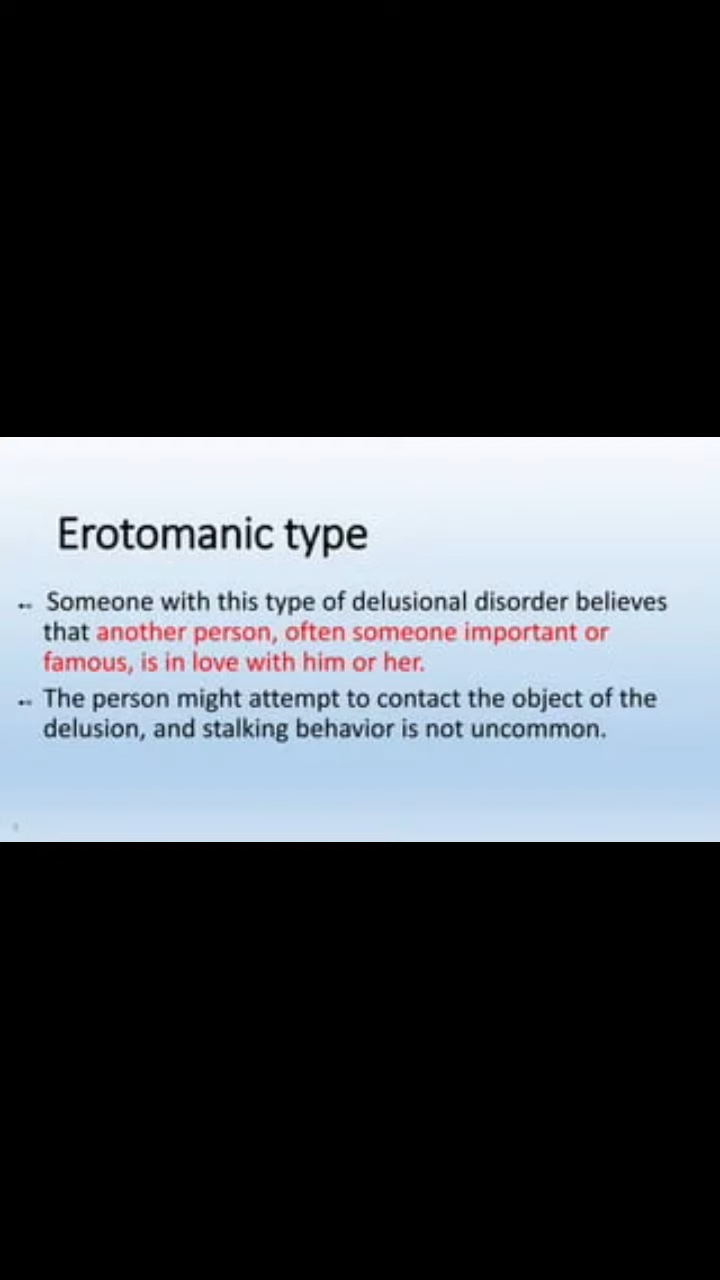 Erotomanic type
Someone with this type of delusional disorder believes
that another person, often someone important or
famous, is in love with him or her.
The person might attempt to contact the object of the
delusion, and stalking behavior is not uncommon.